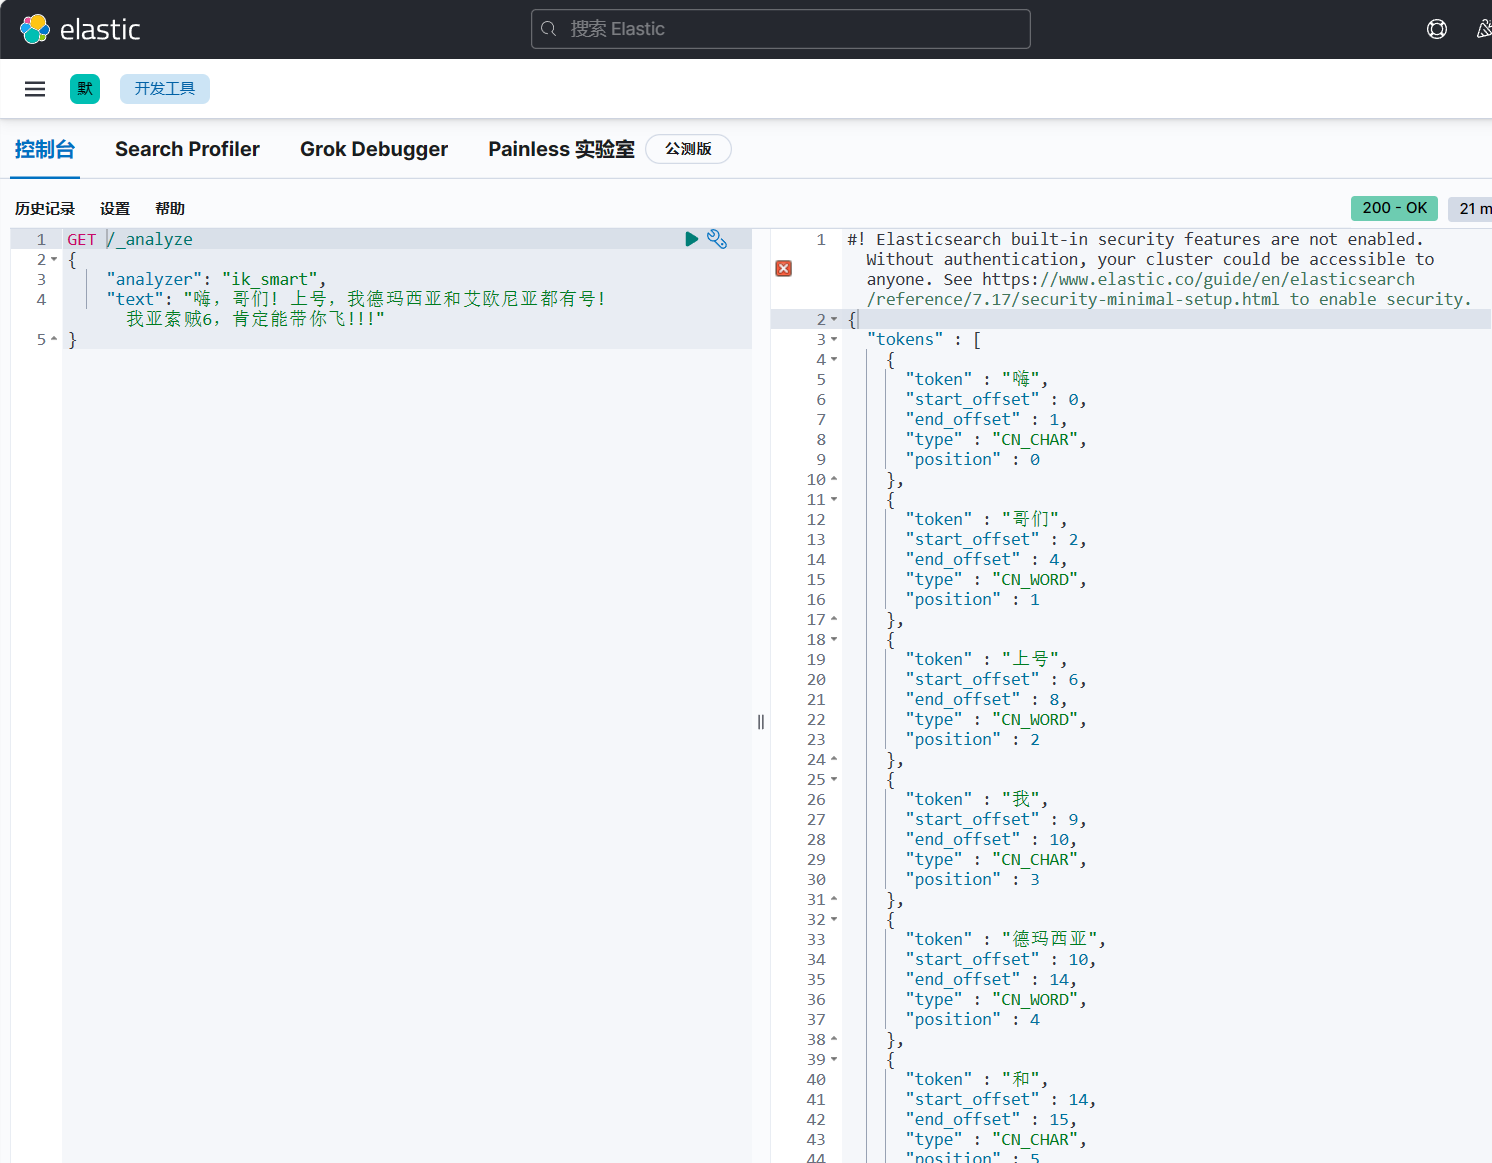 elastic
搜索 Elastic
默
开发工具
控制台
Search Profiler
Grok Debugger
Painless 实验室
公测版
历史记录
设置
帮助
200 - OK
21 m
1 GET /_analyze
2 {
3 "analyzer": "ik_smart",
4 "text": "嗨，哥们! 上号，我德玛西亚和艾欧尼亚都有号!
我亚索贼6，肯定能带你飞!!!"
5 }
1 #! Elasticsearch built-in security features are not enabled.
Without authentication, your cluster could be accessible to
anyone. See https://www.elastic.co/guide/en/elasticsearch
/reference/7.17/security-minimal-setup.html to enable security.
2 {
3 "tokens" : [
4 {
5 "token" : "嗨",
6 "start_offset" : 0,
7 "end_offset" : 1,
8 "type" : "CN_CHAR",
9 "position" : 0
10 },
11 {
12 "token" : "哥们",
13 "start_offset" : 2,
14 "end_offset" : 4,
15 "type" : "CN_WORD",
16 "position" : 1
17 },
18 {
19 "token" : "上号",
20 "start_offset" : 6,
21 "end_offset" : 8,
22 "type" : "CN_WORD",
23 "position" : 2
24 },
25 {
26 "token" : "我",
27 "start_offset" : 9,
28 "end_offset" : 10,
29 "type" : "CN_CHAR",
30 "position" : 3
31 },
32 {
33 "token" : "德玛西亚",
34 "start_offset" : 10,
35 "end_offset" : 14,
36 "type" : "CN_WORD",
37 "position" : 4
38 },
39 {
40 "token" : "和",
41 "start_offset" : 14,
42 "end_offset" : 15,
43 "type" : "CN_CHAR",
44 "position" : 5